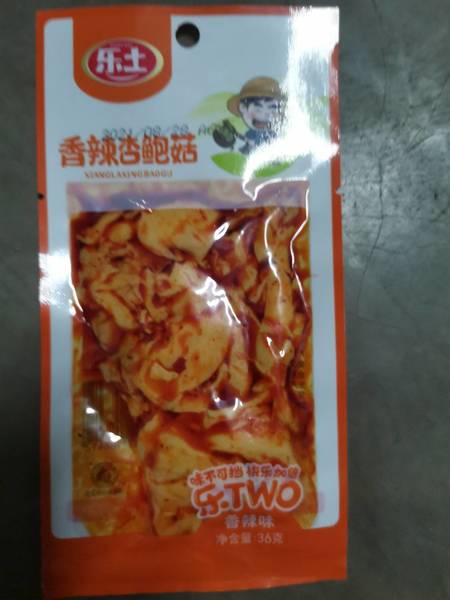 乐土
2021/08/28 A
香辣杏鲍菇
XIANGLAXINGBAOGU
味不可挡 快乐加倍
乐TWO
香辣味
净含量:36克